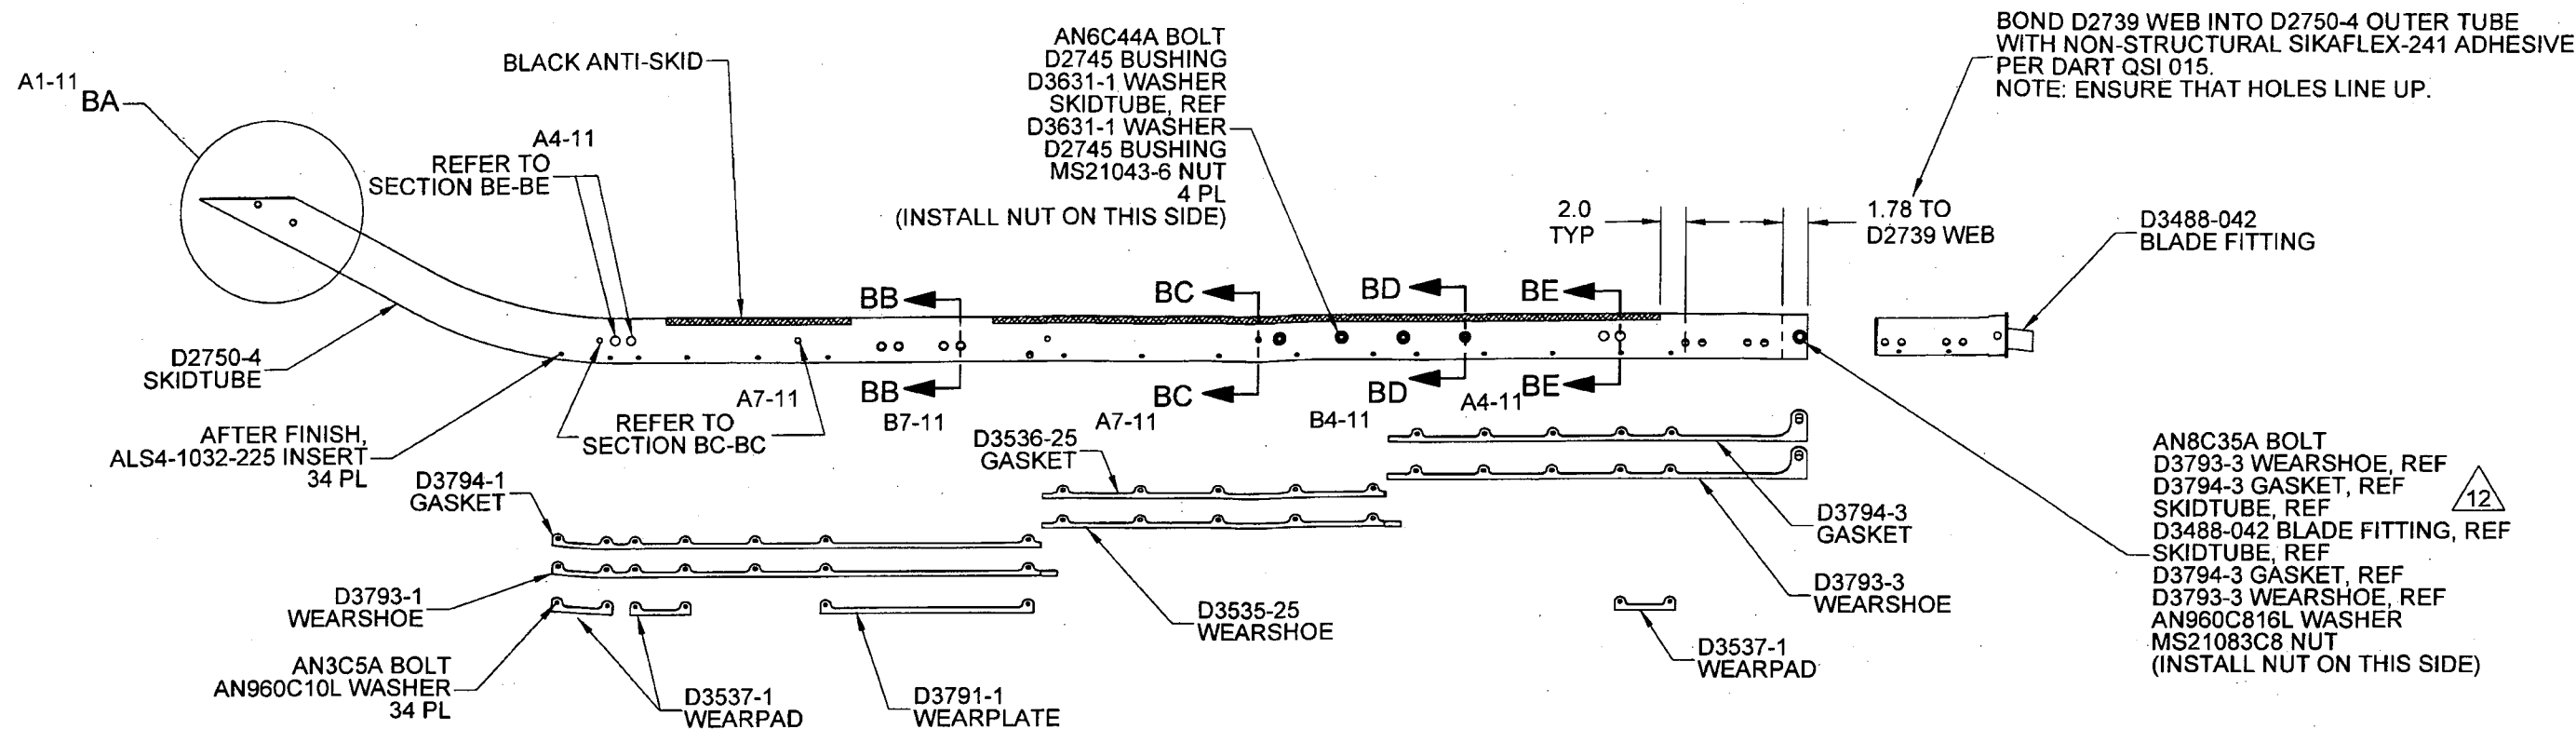 A1-11
BA
BLACK ANTI-SKID
A4-11
REFER TO
SECTION BE-BE
AN6C44A BOLT
D2745 BUSHING
D3631-1 WASHER
SKIDTUBE, REF
D3631-1 WASHER
D2745 BUSHING
MS21043-6 NUT
4 PL
(INSTALL NUT ON THIS SIDE)
BOND D2739 WEB INTO D2750-4 OUTER TUBE
WITH NON-STRUCTURAL SIKAFLEX-241 ADHESIVE
PER DART QSI 015.
NOTE: ENSURE THAT HOLES LINE UP.
2.0
TYP
1.78 TO
D2739 WEB
D3488-042
BLADE FITTING
BB
BC
BD
BE
D2750-4
SKIDTUBE
BB
BC
BD
BE
A7-11
B7-11
A7-11
B4-11
A4-11
REFER TO
SECTION BC-BC
AFTER FINISH,
ALS4-1032-225 INSERT
34 PL
D3794-1
GASKET
D3536-25
GASKET
D3793-1
WEARSHOE
AN3C5A BOLT
AN960C10L WASHER
34 PL
D3537-1
WEARPAD
D3791-1
WEARPLATE
D3535-25
WEARSHOE
D3794-3
GASKET
D3793-3
WEARSHOE
D3537-1
WEARPAD
AN8C35A BOLT
D3793-3 WEARSHOE, REF
D3794-3 GASKET, REF
SKIDTUBE, REF
D3488-042 BLADE FITTING, REF
SKIDTUBE, REF
D3794-3 GASKET, REF
D3793-3 WEARSHOE, REF
AN960C816L WASHER
MS21083C8 NUT
(INSTALL NUT ON THIS SIDE)
12